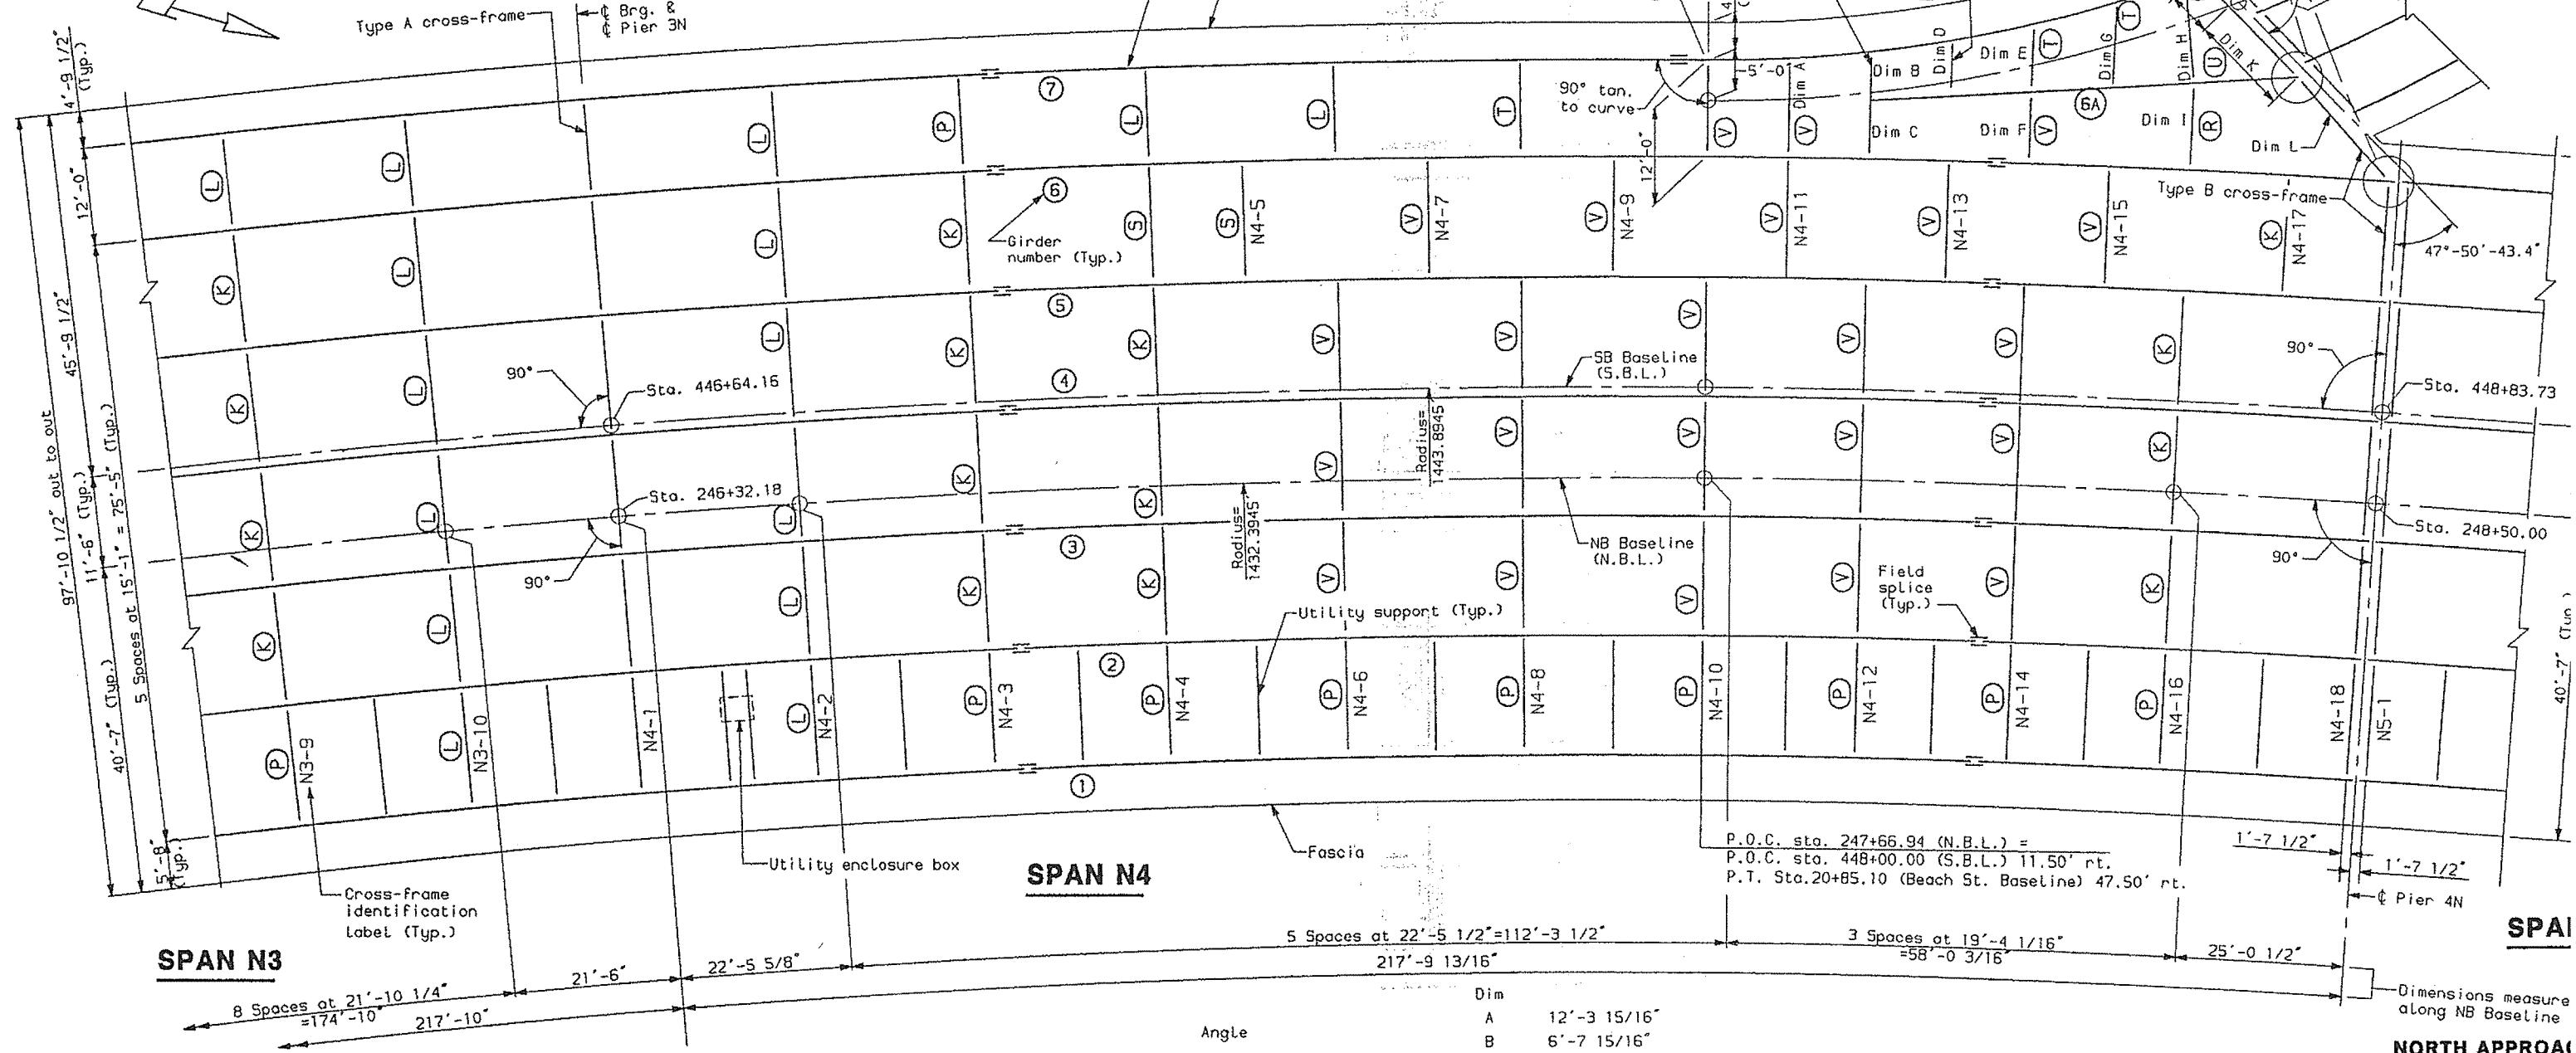 Type A cross-frame
℄ Brg. &
℄ Pier 3N
4'-9 1/2"
(Typ.)
12'-0"
45'-9 1/2"
97'-10 1/2" out to out
11'-6" (Typ.)
5 Spaces at 15'-1" = 75'-5" (Typ.)
40'-7" (Typ.)
5'-8"
(Typ.)
7
6
5
4
3
2
1
6A
Girder
number (Typ.)
L L L P L L T V V V R
T T U
Dim A
Dim B
Dim C
Dim D
Dim E
Dim F
Dim G
Dim H
Dim I
Dim K
Dim L
5'-0"
90° tan.
to curve
12'-0"
Type B cross-frame
47°-50'-43.4"
K L L K S S V V V V V K
N4-5
N4-7
N4-9
N4-11
N4-13
N4-15
N4-17
K L L K K V V V V V K
90°
Sta. 446+64.16
SB Baseline
(S.B.L.)
90°
Sta. 448+83.73
Radius=
1443.8945'
K L L K K V V V V V K
90°
Sta. 246+32.18
Radius=
1432.3945'
NB Baseline
(N.B.L.)
Sta. 248+50.00
90°
K L L K K V V V V V K
Utility support (Typ.)
Field
splice
(Typ.)
P L L P P P P P P P P
N3-9
N3-10
N4-1
N4-2
N4-3
N4-4
N4-6
N4-8
N4-10
N4-12
N4-14
N4-16
N4-18
N5-1
40'-7"
Utility enclosure box
Fascia
Cross-frame
identification
label (Typ.)
P.O.C. sta. 247+66.94 (N.B.L.) =
P.O.C. sta. 448+00.00 (S.B.L.) 11.50' rt.
P.T. Sta.20+85.10 (Beach St. Baseline) 47.50' rt.
1'-7 1/2"
1'-7 1/2"
℄ Pier 4N
SPAN N3
SPAN N4
SPA
8 Spaces at 21'-10 1/4"
=174'-10"
21'-6"
22'-5 5/8"
5 Spaces at 22'-5 1/2"=112'-3 1/2"
3 Spaces at 19'-4 1/16"
=58'-0 3/16"
25'-0 1/2"
217'-10"
217'-9 13/16"
Dimensions measure
along NB Baseline
Dim
Angle
A 12'-3 15/16"
B 6'-7 15/16"
NORTH APPROA